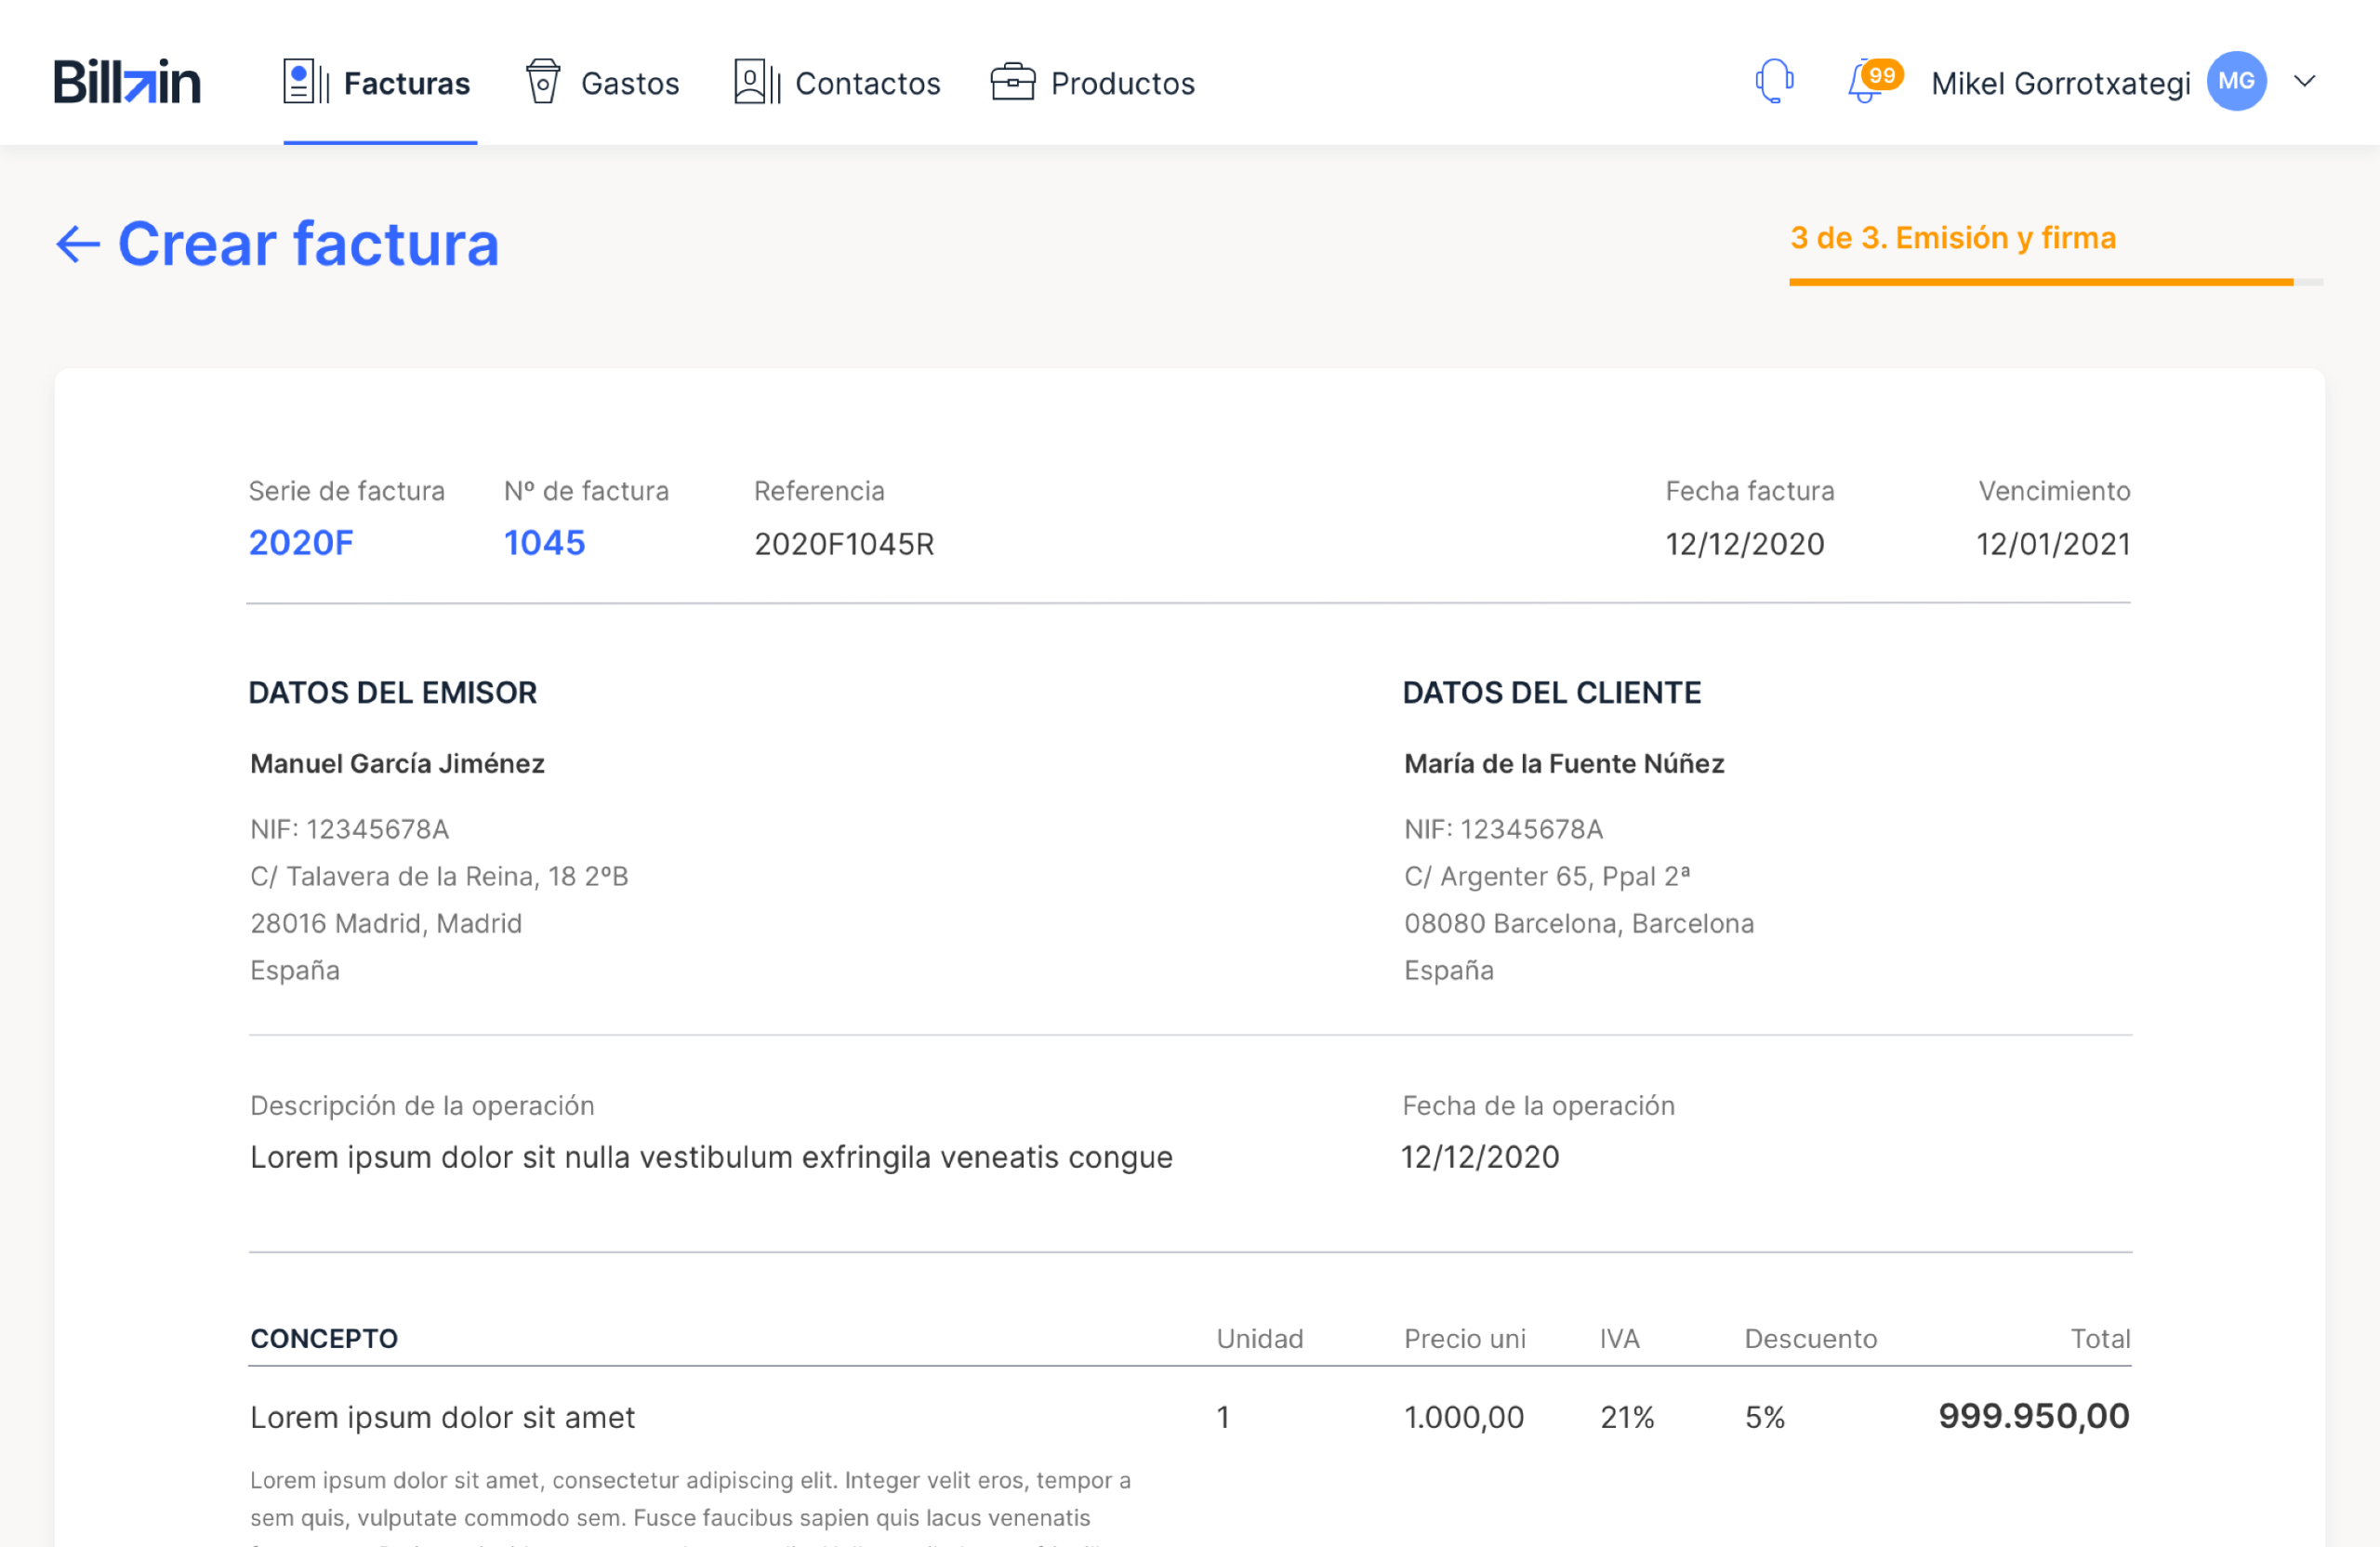 Billin
Facturas
Gastos
Contactos
Productos
99
Mikel Gorrotxategi
MG
Crear factura
3 de 3. Emisión y firma
Serie de factura
Nº de factura
Referencia
Fecha factura
Vencimiento
2020F
1045
2020F1045R
12/12/2020
12/01/2021
DATOS DEL EMISOR
Manuel García Jiménez
NIF: 12345678A
C/ Talavera de la Reina, 18 2ºB
28016 Madrid, Madrid
España
DATOS DEL CLIENTE
María de la Fuente Núñez
NIF: 12345678A
C/ Argenter 65, Ppal 2ª
08080 Barcelona, Barcelona
España
Descripción de la operación
Lorem ipsum dolor sit nulla vestibulum exfringila veneatis congue
Fecha de la operación
12/12/2020
CONCEPTO
Unidad
Precio uni
IVA
Descuento
Total
Lorem ipsum dolor sit amet
1
1.000,00
21%
5%
999.950,00
Lorem ipsum dolor sit amet, consectetur adipiscing elit. Integer velit eros, tempor a
sem quis, vulputate commodo sem. Fusce faucibus sapien quis lacus venenatis